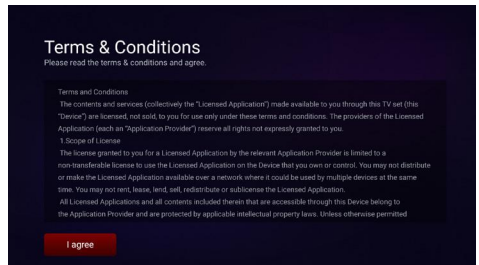 Terms & Conditions
Please read the terms & conditions and agree.
Terms and Conditions
The contents and services (collectively the "Licensed Application") made available to you through this TV set (this
"Device") are licensed, not sold, to you for use only under these terms and conditions. The providers of the Licensed
Application (each an "Application Provider") reserve all rights not expressly granted to you.
1.Scope of License
The license granted to you for a Licensed Application by the relevant Application Provider is limited to a
non-transferable license to use the Licensed Application on the Device that you own or control. You may not distribute
or make the Licensed Application available over a network where it could be used by multiple devices at the same
time. You may not rent, lease, lend, sell, redistribute or sublicense the Licensed Application.
All Licensed Applications and all contents included therein that are accessible through this Device belong to
the Application Provider and are protected by applicable intellectual property laws. Unless otherwise permitted
I agree